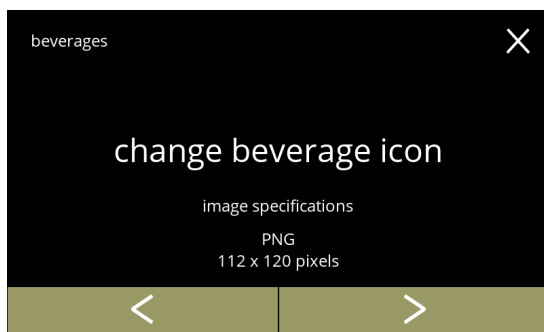 beverages
change beverage icon
image specifications
PNG
112 x 120 pixels